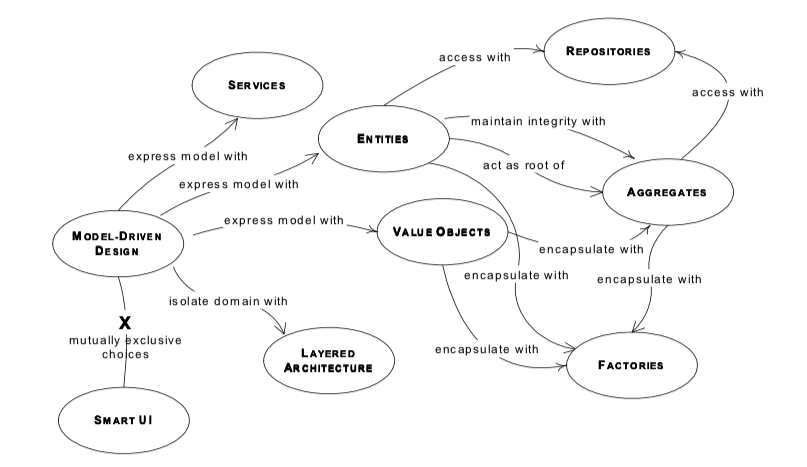 REPOSITORIES
access with
SERVICES
access with
maintain integrity with
ENTITIES
express model with
act as root of
express model with
AGGREGATES
express model with
VALUE OBJECTS
MODEL-DRIVEN
DESIGN
encapsulate with
encapsulate with
encapsulate with
isolate domain with
X
mutually exclusive
choices
encapsulate with
LAYERED
ARCHITECTURE
FACTORIES
SMART UI